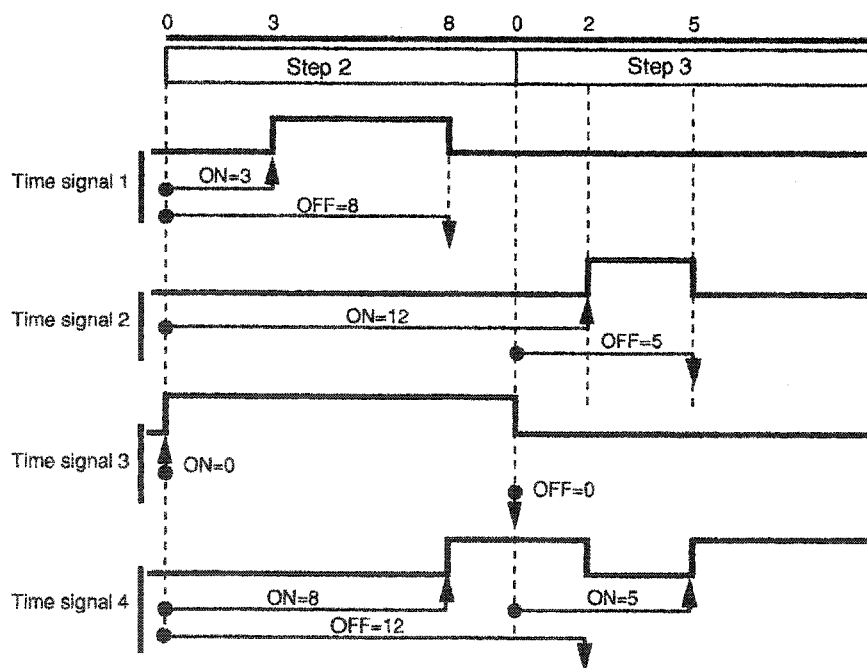 0 3 8 0 2 5
Step 2 Step 3
Time signal 1
ON=3
OFF=8
Time signal 2
ON=12
OFF=5
Time signal 3
ON=0
OFF=0
Time signal 4
ON=8 ON=5
OFF=12